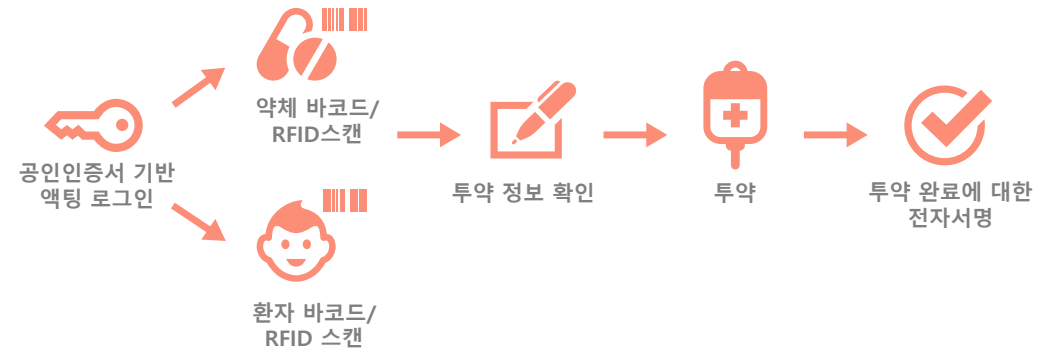 공인인증서 기반
액팅 로그인
약체 바코드/
RFID스캔
환자 바코드/
RFID 스캔
투약 정보 확인
투약
투약 완료에 대한
전자서명